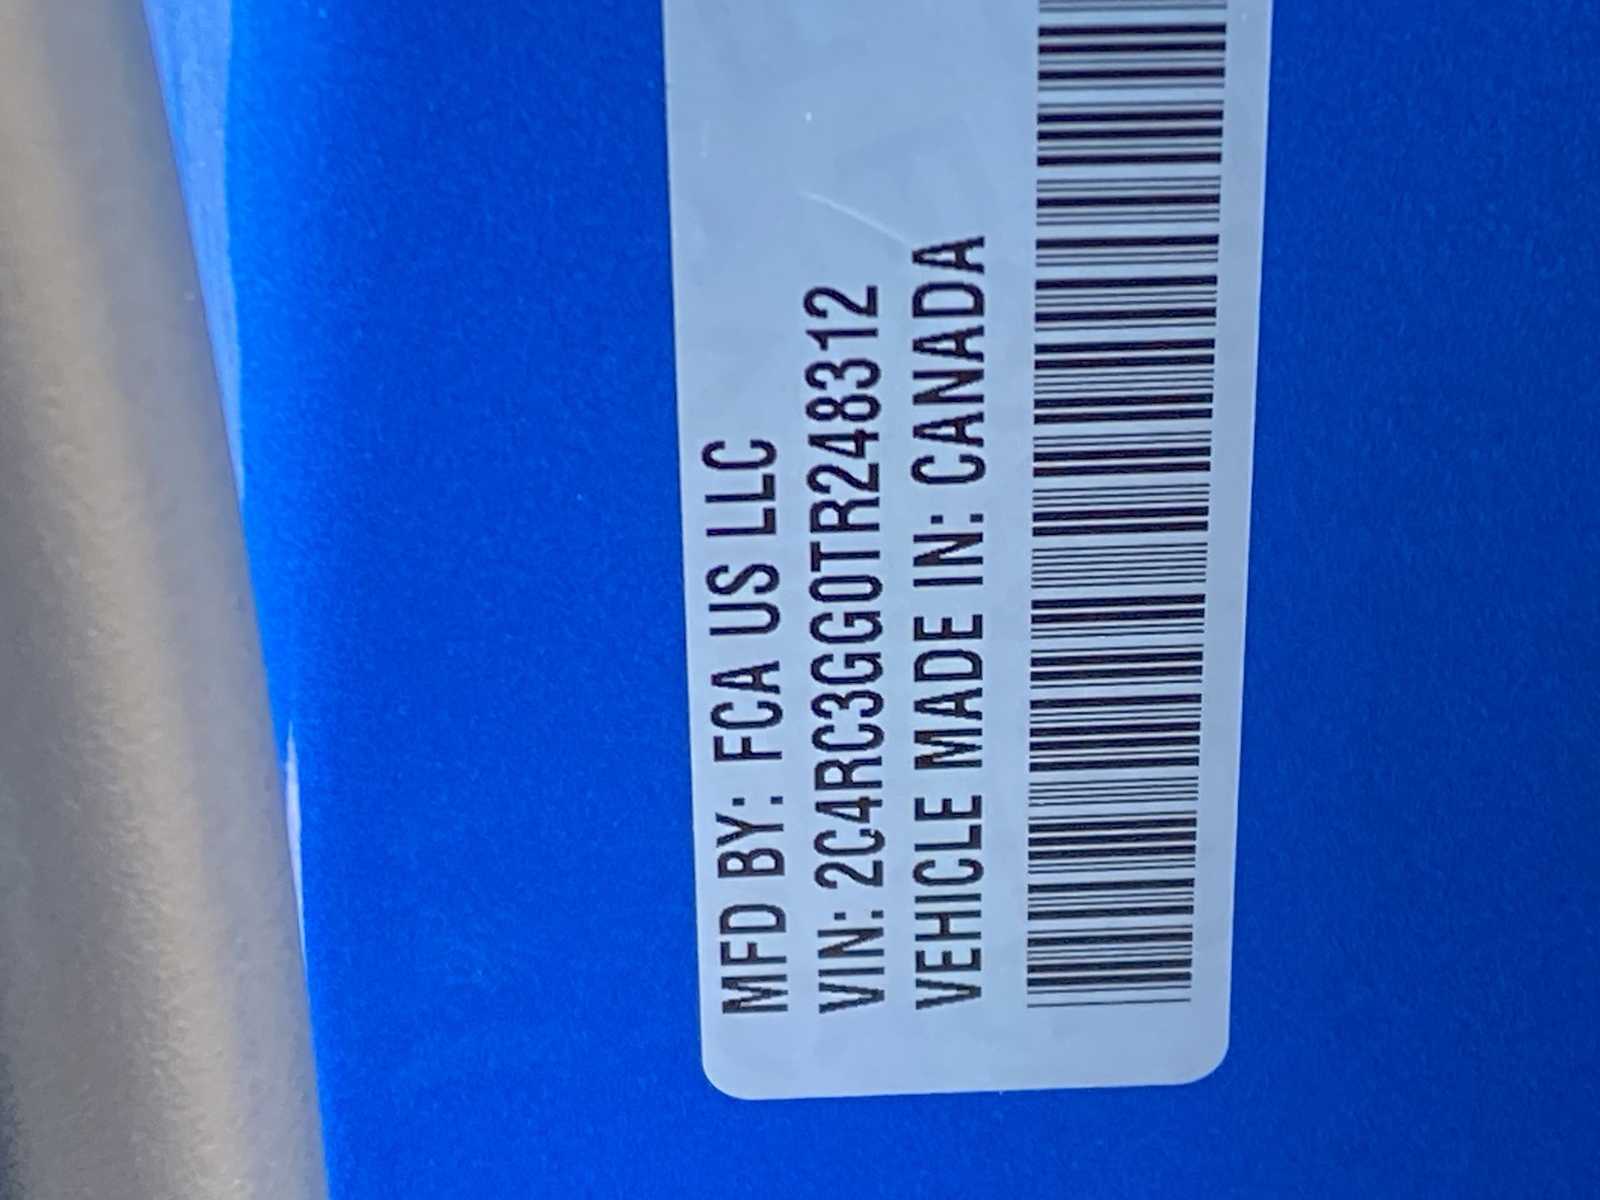 MFD BY: FCA US LLC
VIN: 2C4RC3GG0TR248312
VEHICLE MADE IN: CANADA